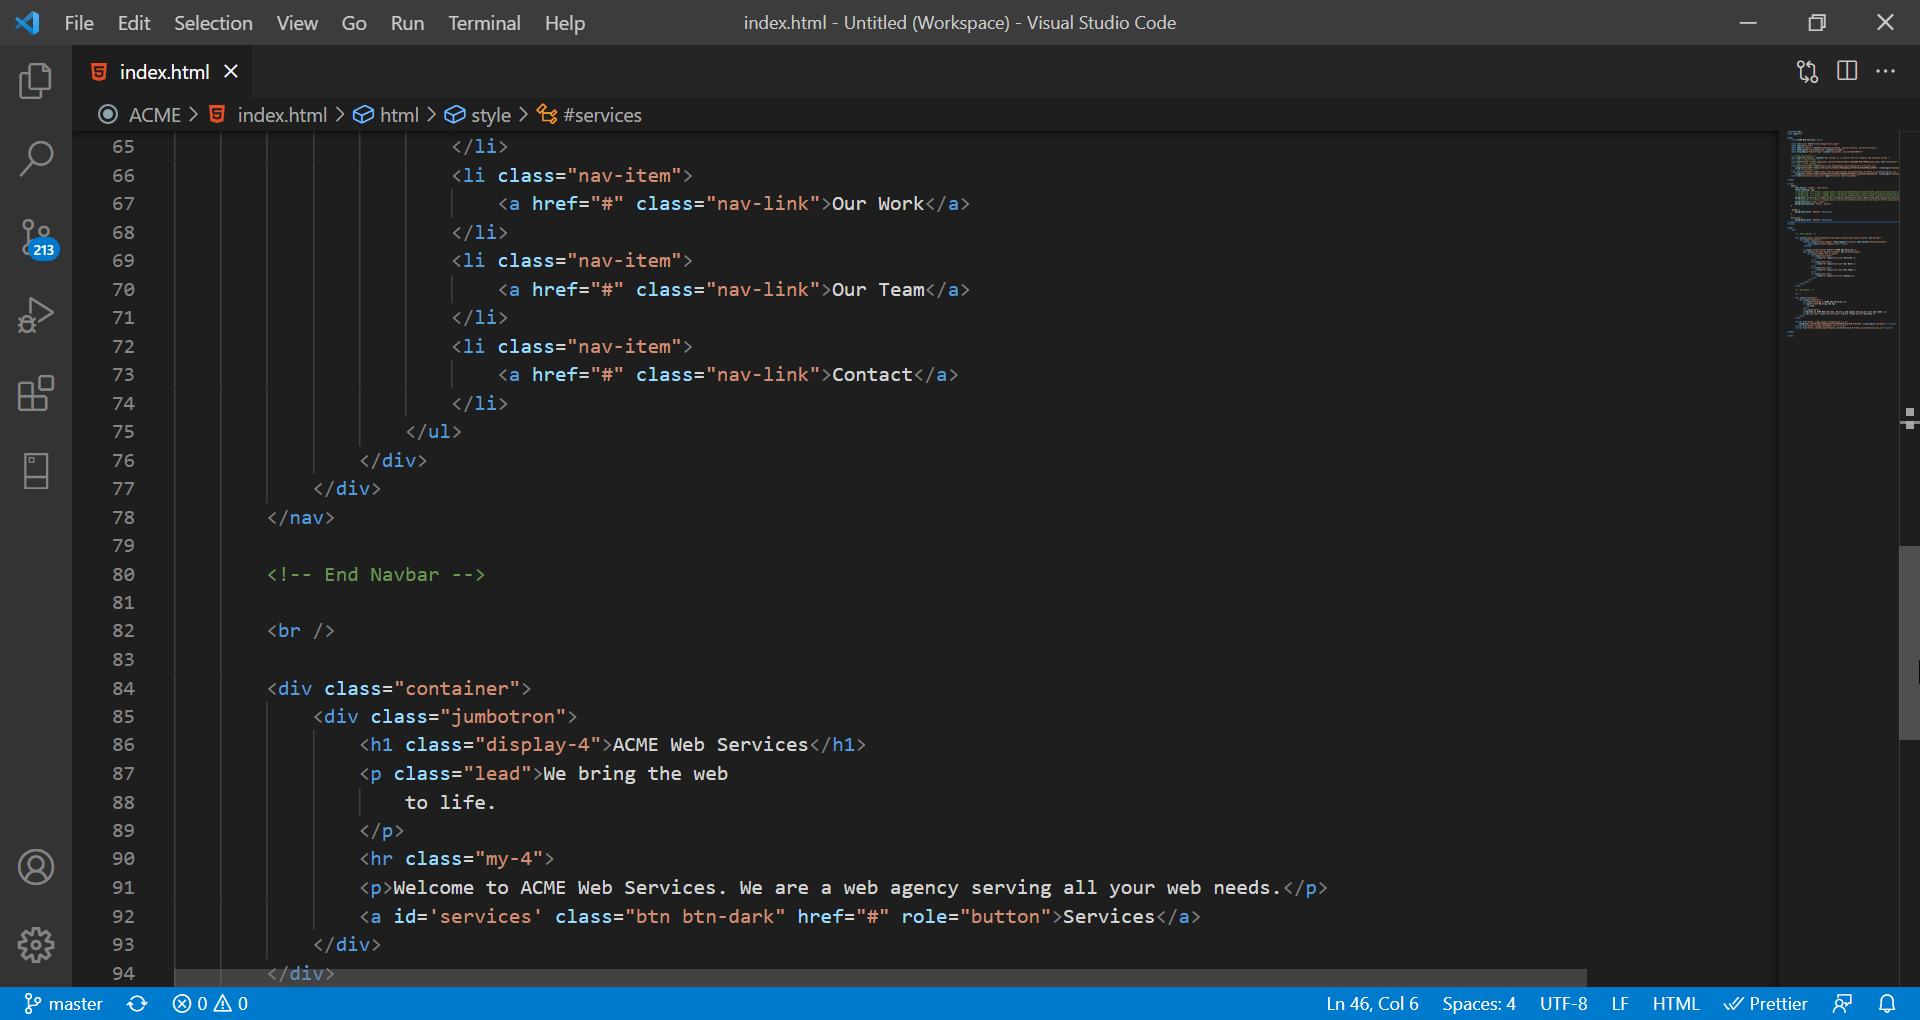 File Edit Selection View Go Run Terminal Help index.html - Untitled (Workspace) - Visual Studio Code
index.html
ACME > index.html > html > style > #services
65 </li>
66 <li class="nav-item">
67 <a href="#" class="nav-link">Our Work</a>
68 </li>
69 <li class="nav-item">
70 <a href="#" class="nav-link">Our Team</a>
71 </li>
72 <li class="nav-item">
73 <a href="#" class="nav-link">Contact</a>
74 </li>
75 </ul>
76 </div>
77 </div>
78 </nav>
79
80 <!-- End Navbar -->
81
82 <br />
83
84 <div class="container">
85 <div class="jumbotron">
86 <h1 class="display-4">ACME Web Services</h1>
87 <p class="lead">We bring the web
88 to life.
89 </p>
90 <hr class="my-4">
91 <p>Welcome to ACME Web Services. We are a web agency serving all your web needs.</p>
92 <a id='services' class="btn btn-dark" href="#" role="button">Services</a>
93 </div>
94 </div>
213
master 0 0 Ln 46, Col 6 Spaces: 4 UTF-8 LF HTML Prettier